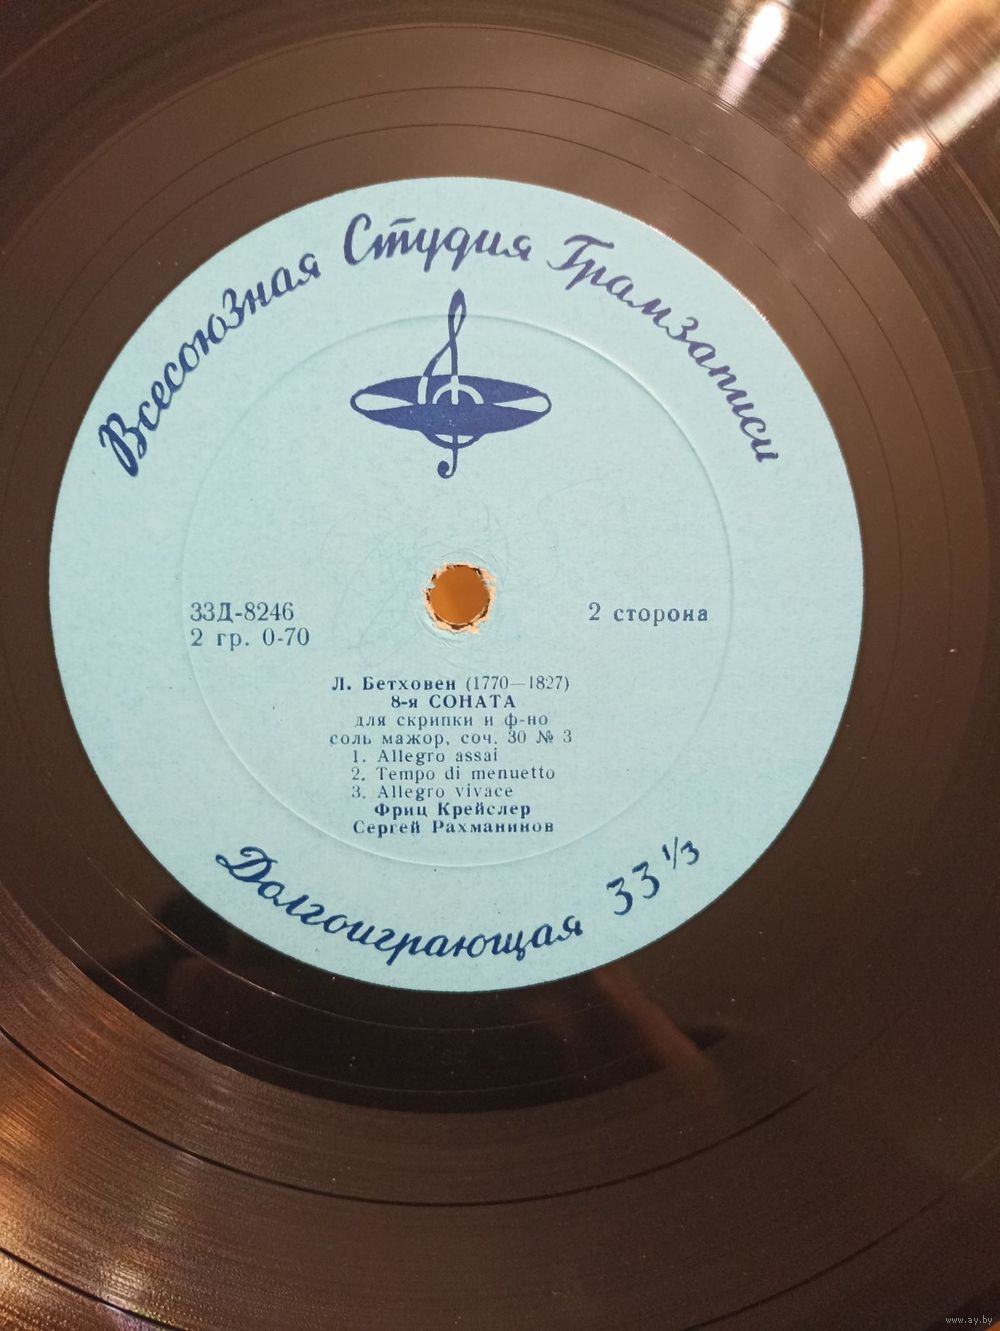 Всесоюзная Студия Грамзаписи
33Д-8246
2 гр. 0-70
2 сторона
Л. Бетховен (1770—1827)
8-я СОНАТА
для скрипки и ф-но
соль мажор, соч. 30 № 3
1. Allegro assai
2. Tempo di menuetto
3. Allegro vivace
Фриц Крейслер
Сергей Рахманинов
Долгоиграющая 33 1/3
www.ay.by